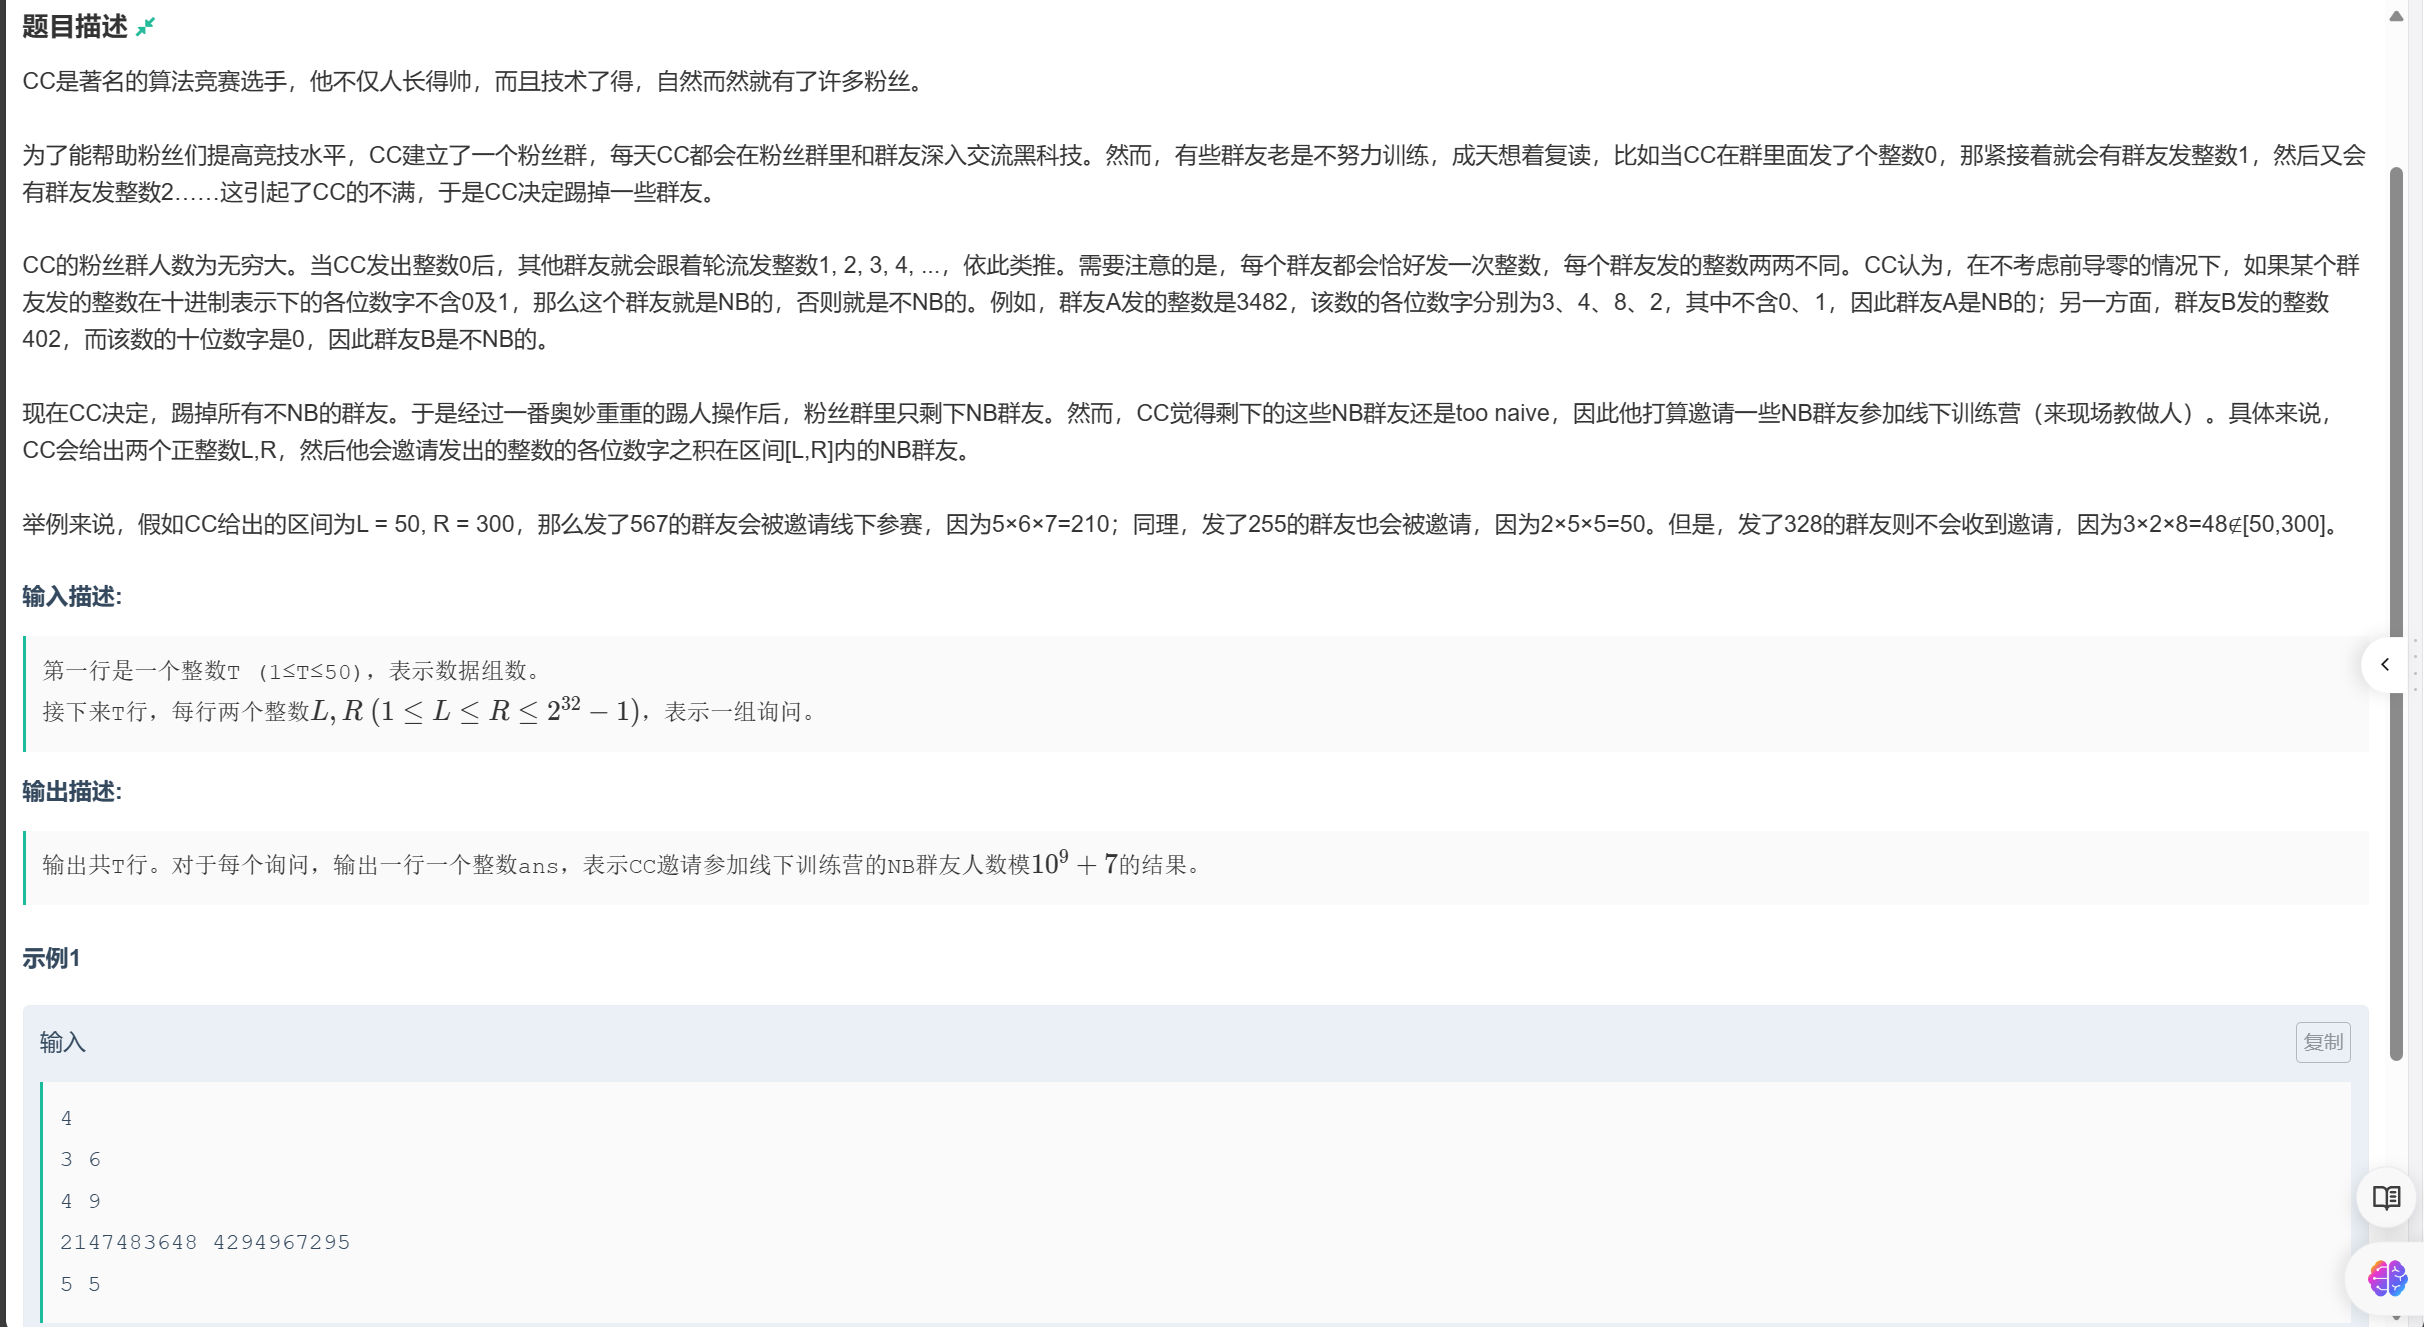 题目描述
CC是著名的算法竞赛选手，他不仅人长得帅，而且技术了得，自然而然就有了许多粉丝。
为了能帮助粉丝们提高竞技水平，CC建立了一个粉丝群，每天CC都会在粉丝群里和群友深入交流黑科技。然而，有些群友老是不努力训练，成天想着复读，比如当CC在群里面发了个整数0，那紧接着就会有群友发整数1，然后又会
有群友发整数2……这引起了CC的不满，于是CC决定踢掉一些群友。
CC的粉丝群人数为无穷大。当CC发出整数0后，其他群友就会跟着轮流发整数1, 2, 3, 4, ...，依此类推。需要注意的是，每个群友都会恰好发一次整数，每个群友发的整数两两不同。CC认为，在不考虑前导零的情况下，如果某个群
友发的整数在十进制表示下的各位数字不含0及1，那么这个群友就是NB的，否则就是不NB的。例如，群友A发的整数是3482，该数的各位数字分别为3、4、8、2，其中不含0、1，因此群友A是NB的；另一方面，群友B发的整数
402，而该数的十位数字是0，因此群友B是不NB的。
现在CC决定，踢掉所有不NB的群友。于是经过一番奥妙重重的踢人操作后，粉丝群里只剩下NB群友。然而，CC觉得剩下的这些NB群友还是too naive，因此他打算邀请一些NB群友参加线下训练营（来现场教做人）。具体来说，
CC会给出两个正整数L,R，然后他会邀请发出的整数的各位数字之积在区间[L,R]内的NB群友。
举例来说，假如CC给出的区间为L = 50, R = 300，那么发了567的群友会被邀请线下参赛，因为5×6×7=210；同理，发了255的群友也会被邀请，因为2×5×5=50。但是，发了328的群友则不会收到邀请，因为3×2×8=48∉[50,300]。
输入描述:
第一行是一个整数T (1≤T≤50)，表示数据组数。
接下来T行，每行两个整数L, R (1 ≤ L ≤ R ≤ 2^32 − 1)，表示一组询问。
输出描述:
输出共T行。对于每个询问，输出一行一个整数ans，表示CC邀请参加线下训练营的NB群友人数模10^9 + 7的结果。
示例1
输入
复制
4
3 6
4 9
2147483648 4294967295
5 5